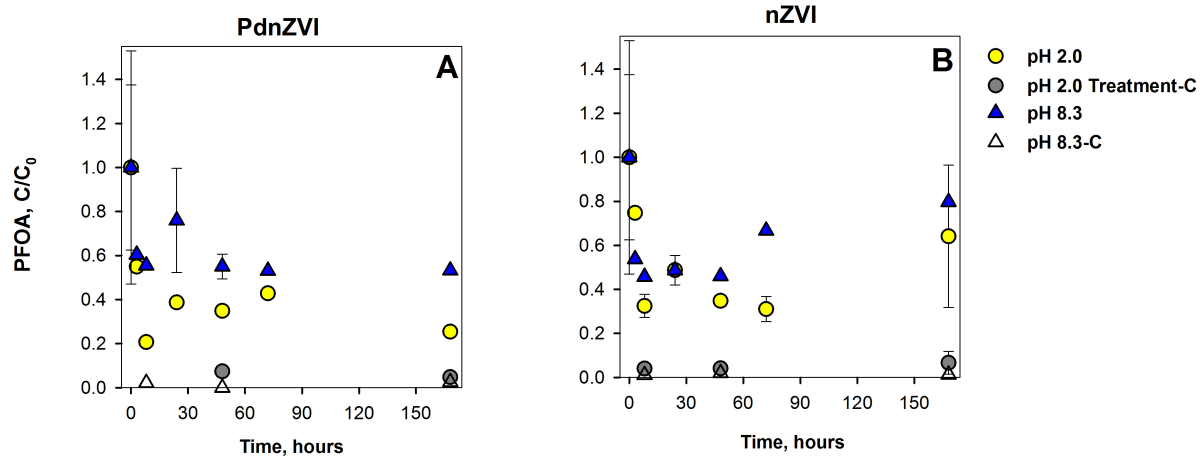 PdnZVI
nZVI
A
B
pH 2.0
pH 2.0 Treatment-C
pH 8.3
pH 8.3-C
PFOA, C/C₀
1.4
1.2
1.0
0.8
0.6
0.4
0.2
0.0
0 30 60 90 120 150
Time, hours
1.4
1.2
1.0
0.8
0.6
0.4
0.2
0.0
0 30 60 90 120 150
Time, hours